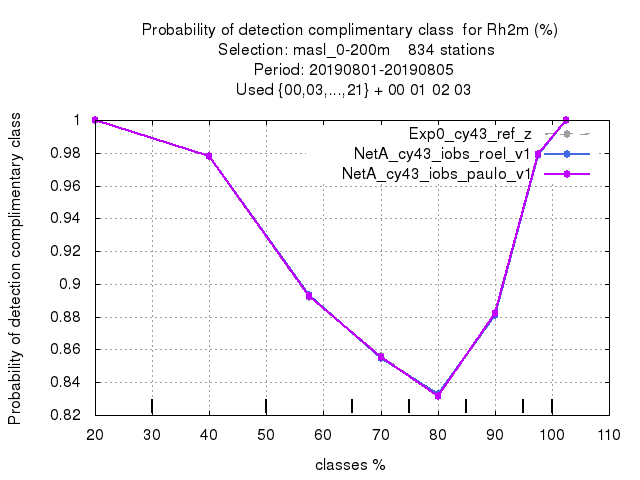 Probability of detection complimentary class  for Rh2m (%)
Selection: masl_0-200m    834 stations
Period: 20190801-20190805
Used {00,03,...,21} + 00 01 02 03
Probability of detection complimentary class
1
0.98
0.96
0.94
0.92
0.9
0.88
0.86
0.84
0.82
Exp0_cy43_ref_z
NetA_cy43_iobs_roel_v1
NetA_cy43_iobs_paulo_v1
20 30 40 50 60 70 80 90 100 110
classes %